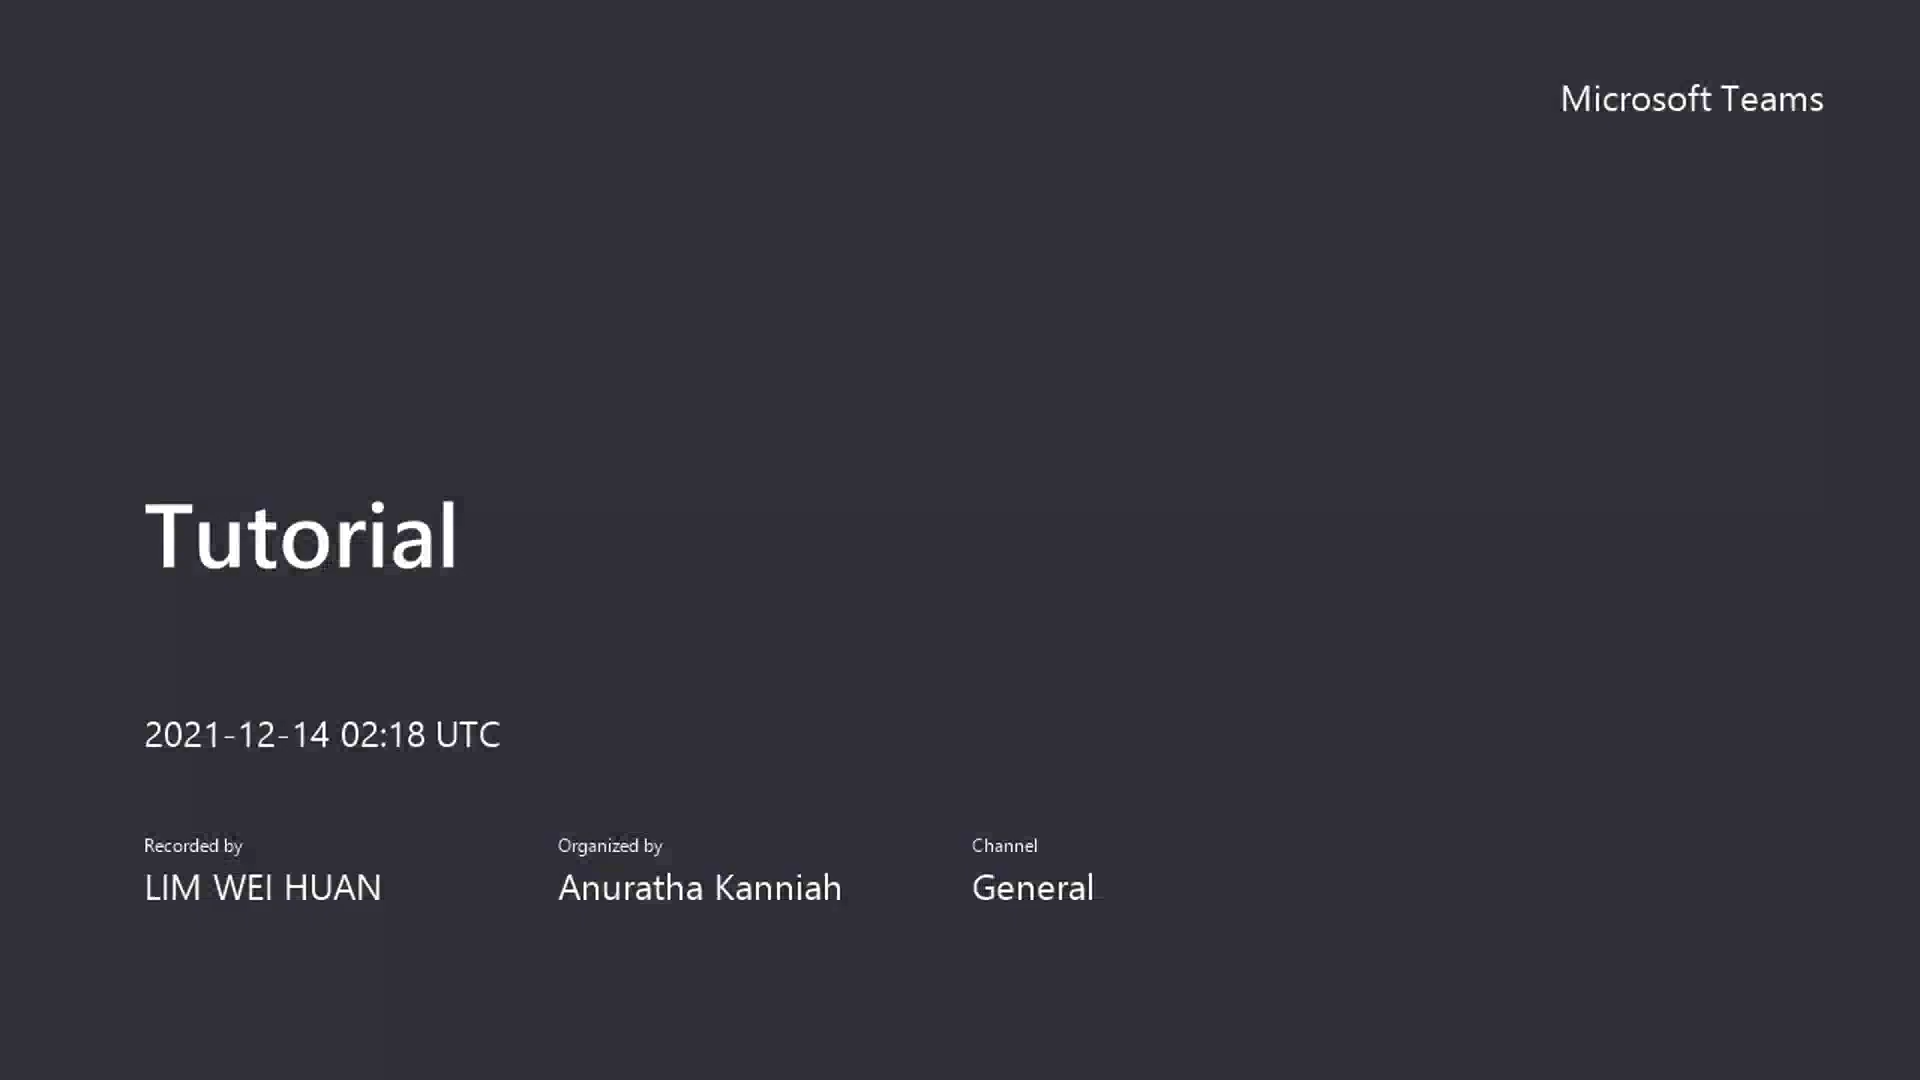 Microsoft Teams
Tutorial
2021-12-14 02:18 UTC
Recorded by
LIM WEI HUAN
Organized by
Anuratha Kanniah
Channel
General